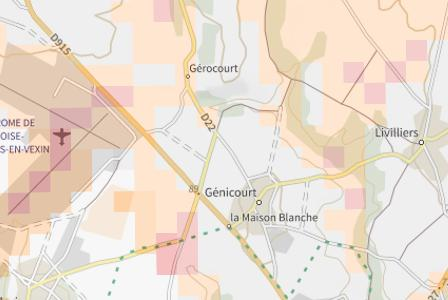 D915
Gérocourt
D22
ROME DE
OISE-
S-EN-VEXIN
Livilliers
89
Génicourt
la Maison Blanche